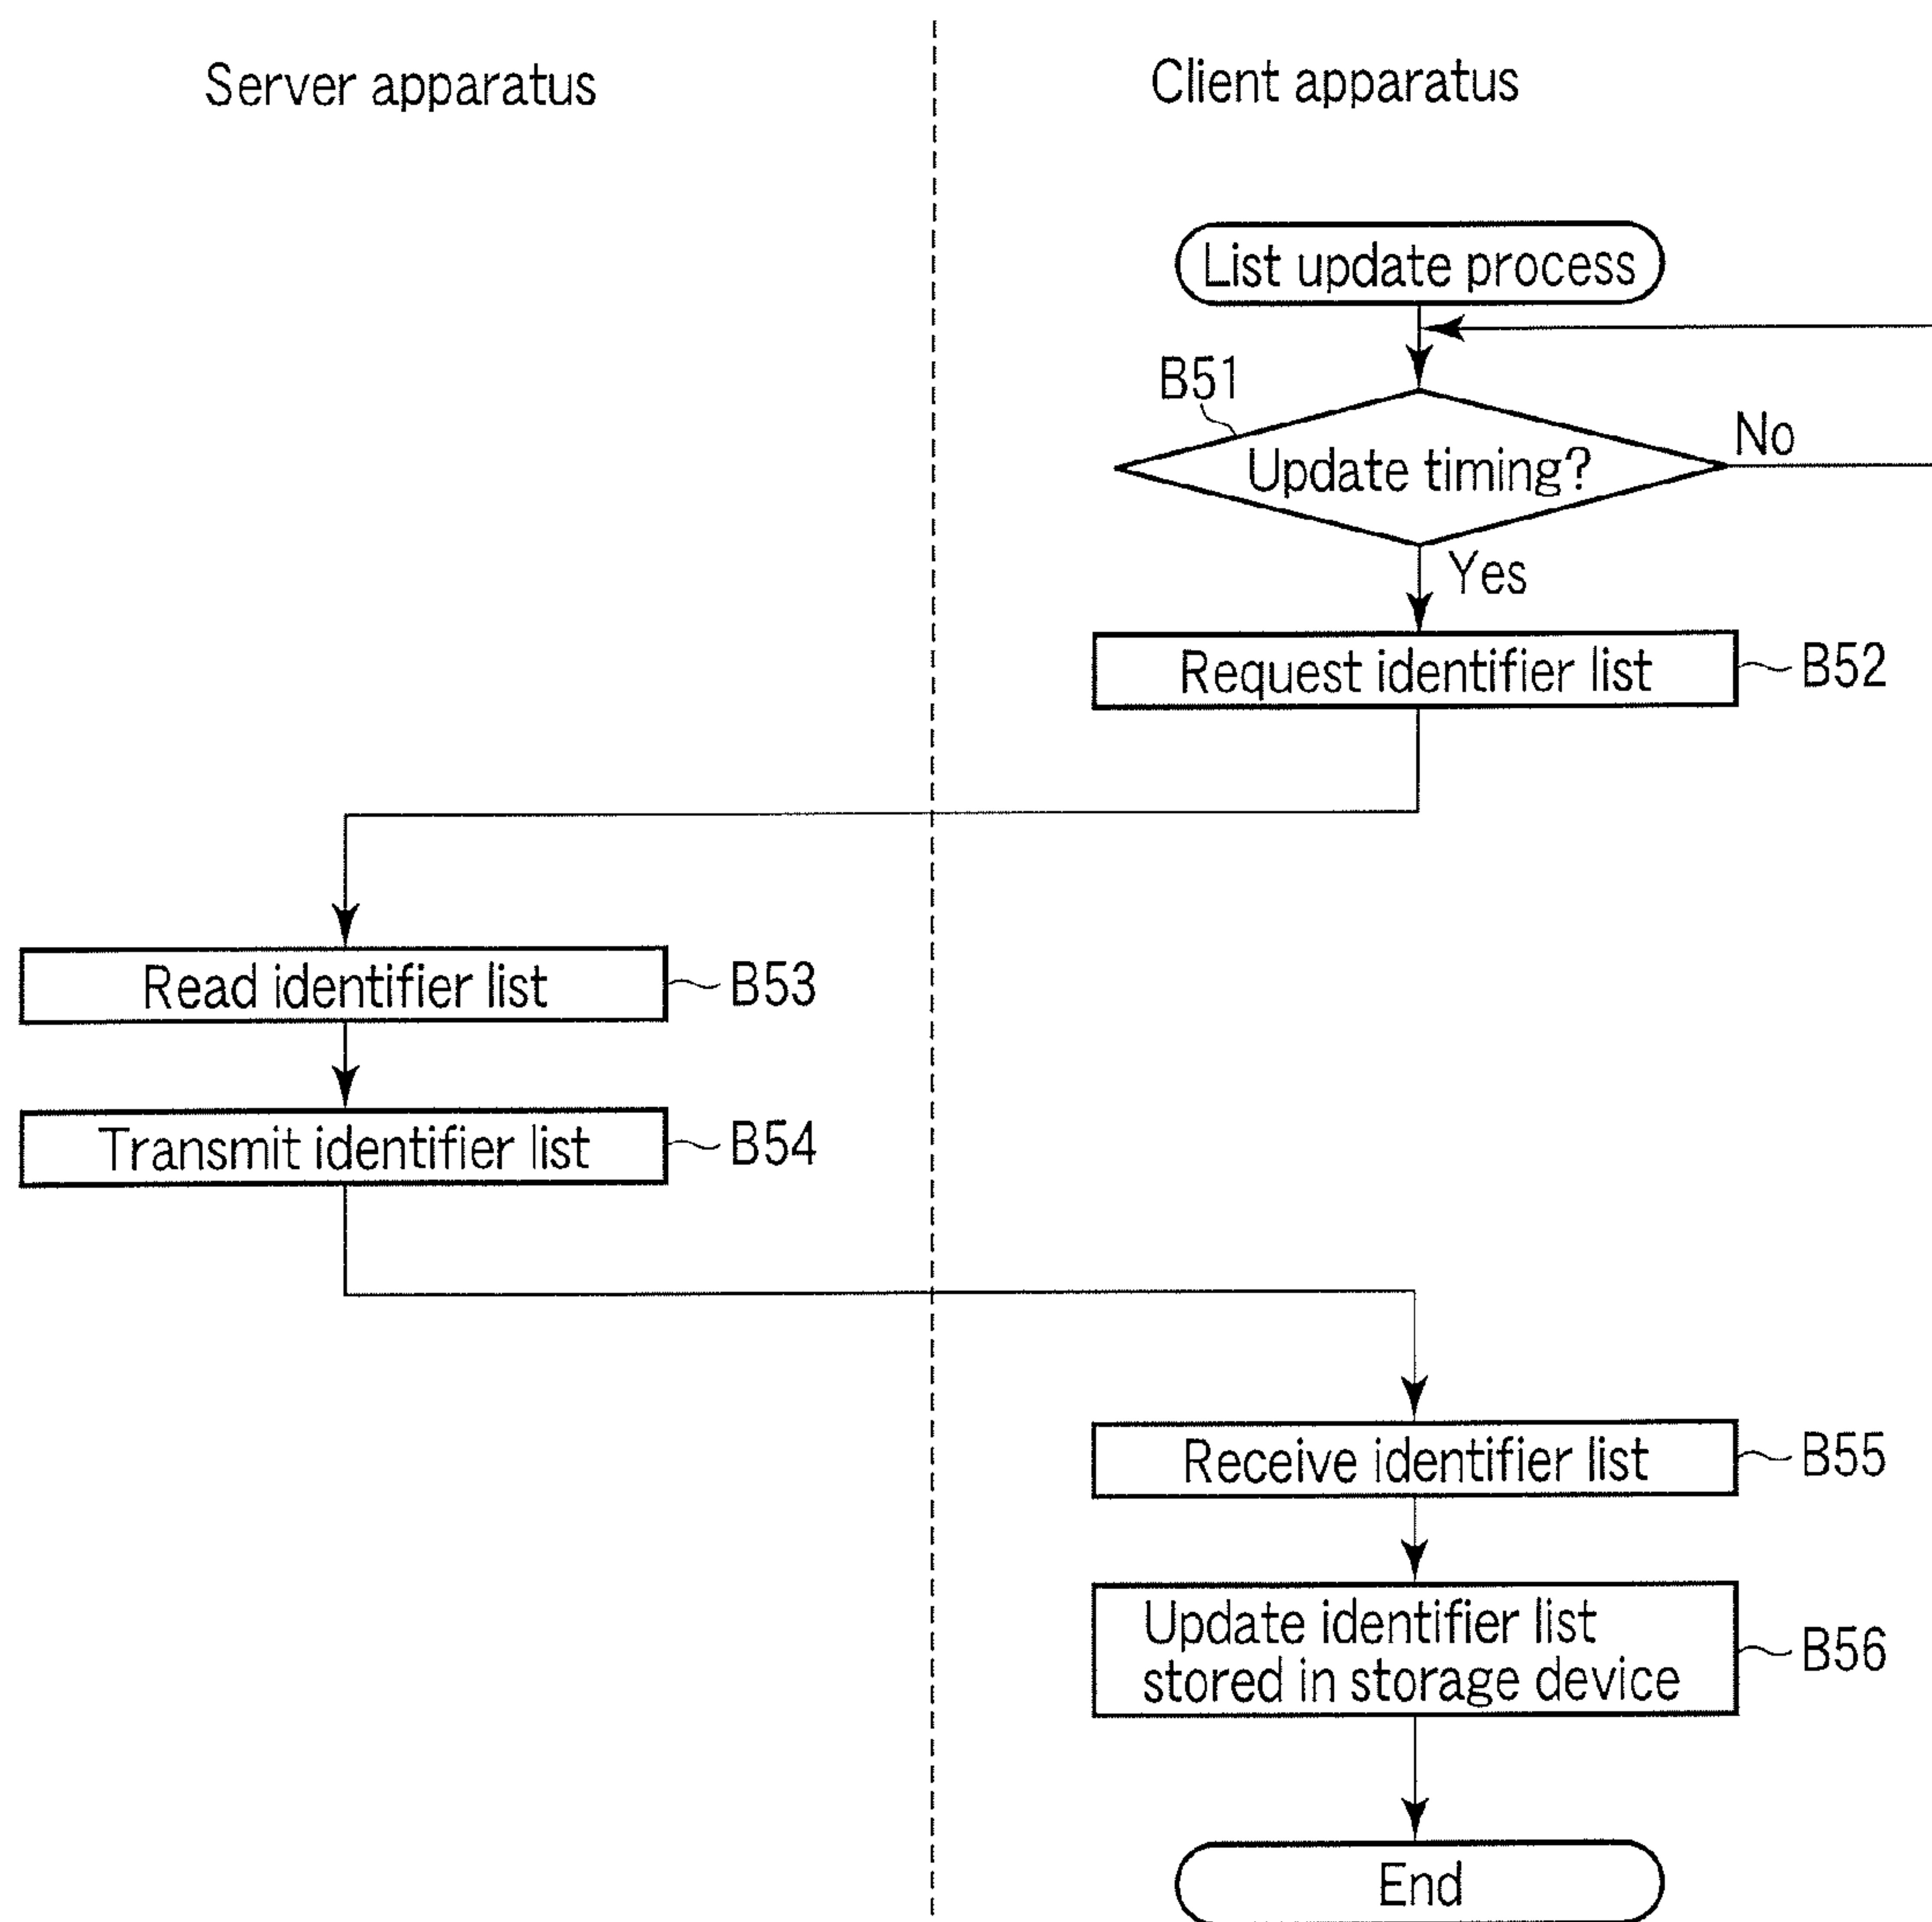 Server apparatus
Client apparatus
List update process
B51
Update timing?
No
Yes
Request identifier list
B52
Read identifier list
B53
Transmit identifier list
B54
Receive identifier list
B55
Update identifier list
stored in storage device
B56
End